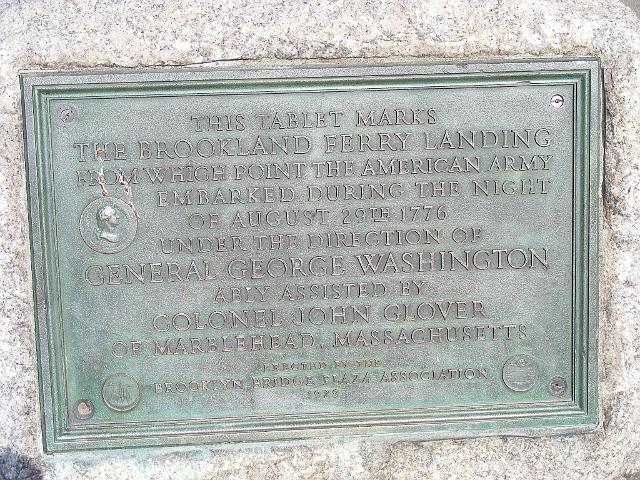 THIS TABLET MARKS
THE BROOKLAND FERRY LANDING
FROM WHICH POINT THE AMERICAN ARMY
EMBARKED DURING THE NIGHT
OF AUGUST 29TH 1776
UNDER THE DIRECTION OF
GENERAL GEORGE WASHINGTON
ABLY ASSISTED BY
COLONEL JOHN GLOVER
OF MARBLEHEAD, MASSACHUSETTS
ERECTED BY THE
BROOKLYN BRIDGE PLAZA ASSOCIATION
1929